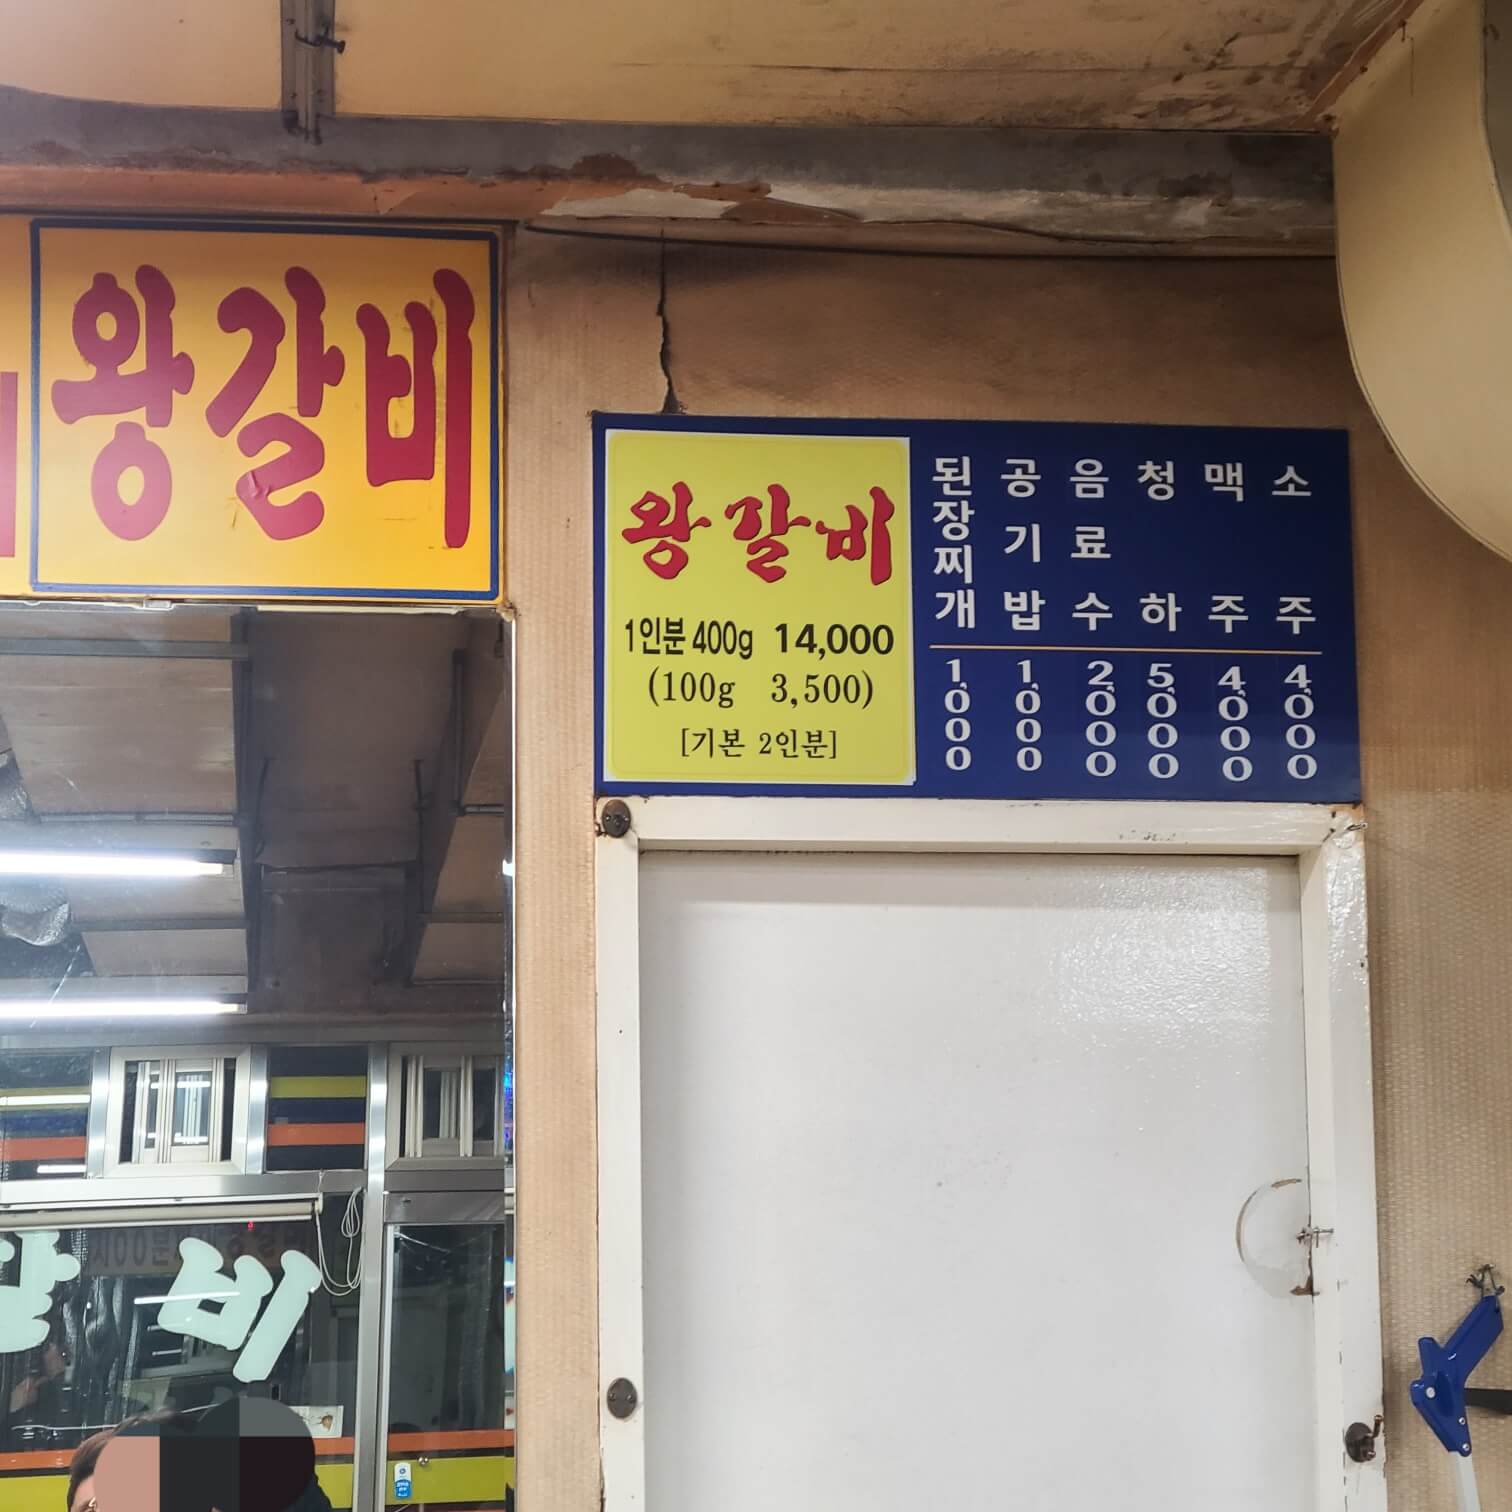 왕갈비
왕갈비
1인분 400g 14,000
(100g 3,500)
[기본 2인분]
된장찌개 1,000
공기밥 1,000
음료수 2,000
청하 5,000
맥주 4,000
소주 4,000
갈비